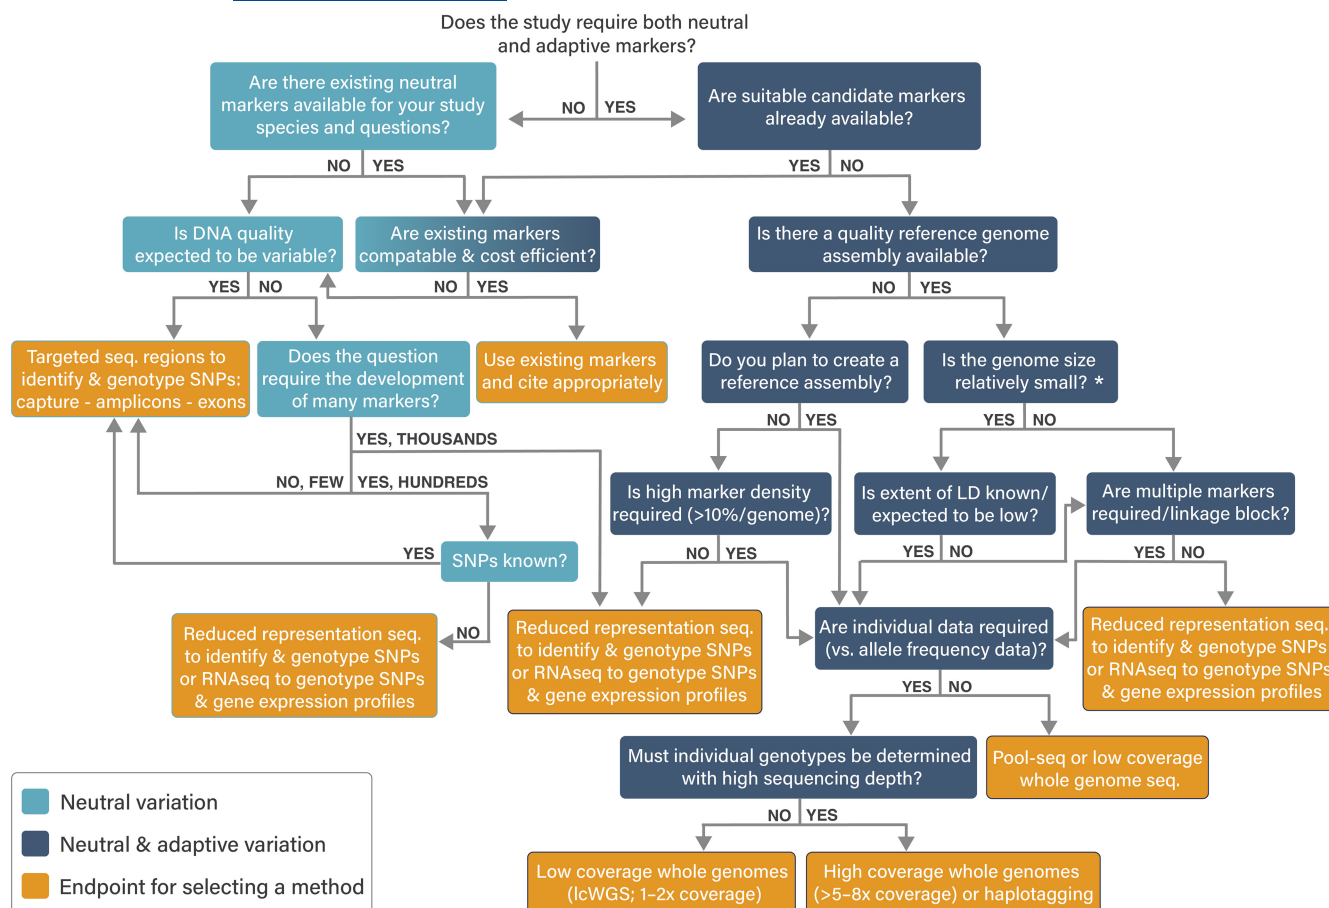 Does the study require both neutral
and adaptive markers?
Are there existing neutral
markers available for your study
species and questions?
NO
YES
Are suitable candidate markers
already available?
NO
YES
YES
NO
Is DNA quality
expected to be variable?
Are existing markers
compatable & cost efficient?
Is there a quality reference genome
assembly available?
YES
NO
NO
YES
NO
YES
Targeted seq. regions to
identify & genotype SNPs:
capture - amplicons - exons
Does the question
require the development
of many markers?
Use existing markers
and cite appropriately
Do you plan to create a
reference assembly?
Is the genome size
relatively small? *
NO
YES
YES
NO
YES, THOUSANDS
NO, FEW
YES, HUNDREDS
Is high marker density
required (>10%/genome)?
Is extent of LD known/
expected to be low?
Are multiple markers
required/linkage block?
YES
SNPs known?
NO
YES
YES
NO
YES
NO
NO
Reduced representation seq.
to identify & genotype SNPs
or RNAseq to genotype SNPs
& gene expression profiles
Reduced representation seq.
to identify & genotype SNPs
or RNAseq to genotype SNPs
& gene expression profiles
Are individual data required
(vs. allele frequency data)?
Reduced representation seq.
to identify & genotype SNPs
or RNAseq to genotype SNPs
& gene expression profiles
YES
NO
Must individual genotypes be determined
with high sequencing depth?
Pool-seq or low coverage
whole genome seq.
NO
YES
Low coverage whole genomes
(lcWGS; 1–2x coverage)
High coverage whole genomes
(>5–8x coverage) or haplotagging
Neutral variation
Neutral & adaptive variation
Endpoint for selecting a method